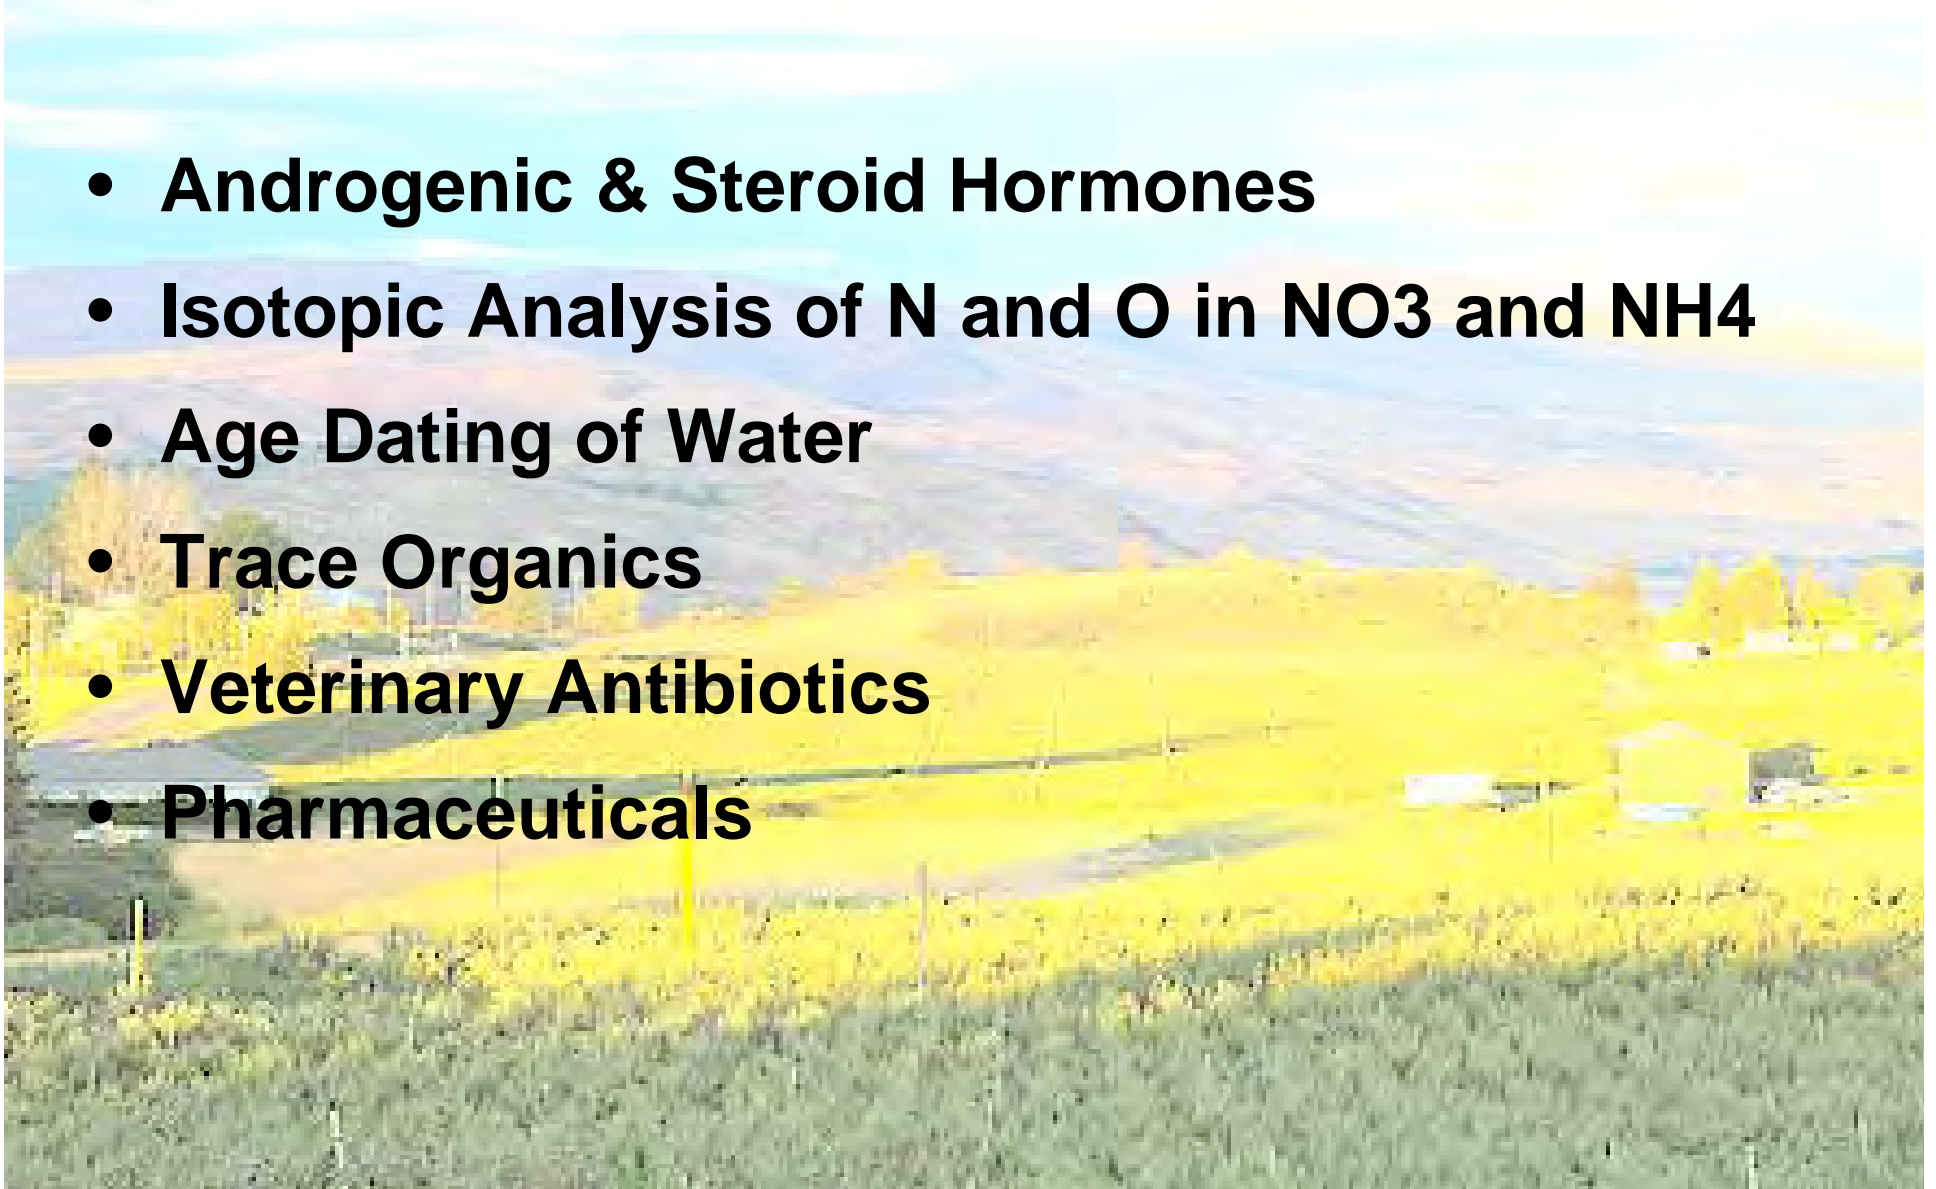 • Androgenic & Steroid Hormones
• Isotopic Analysis of N and O in NO3 and NH4
• Age Dating of Water
• Trace Organics
• Veterinary Antibiotics
• Pharmaceuticals